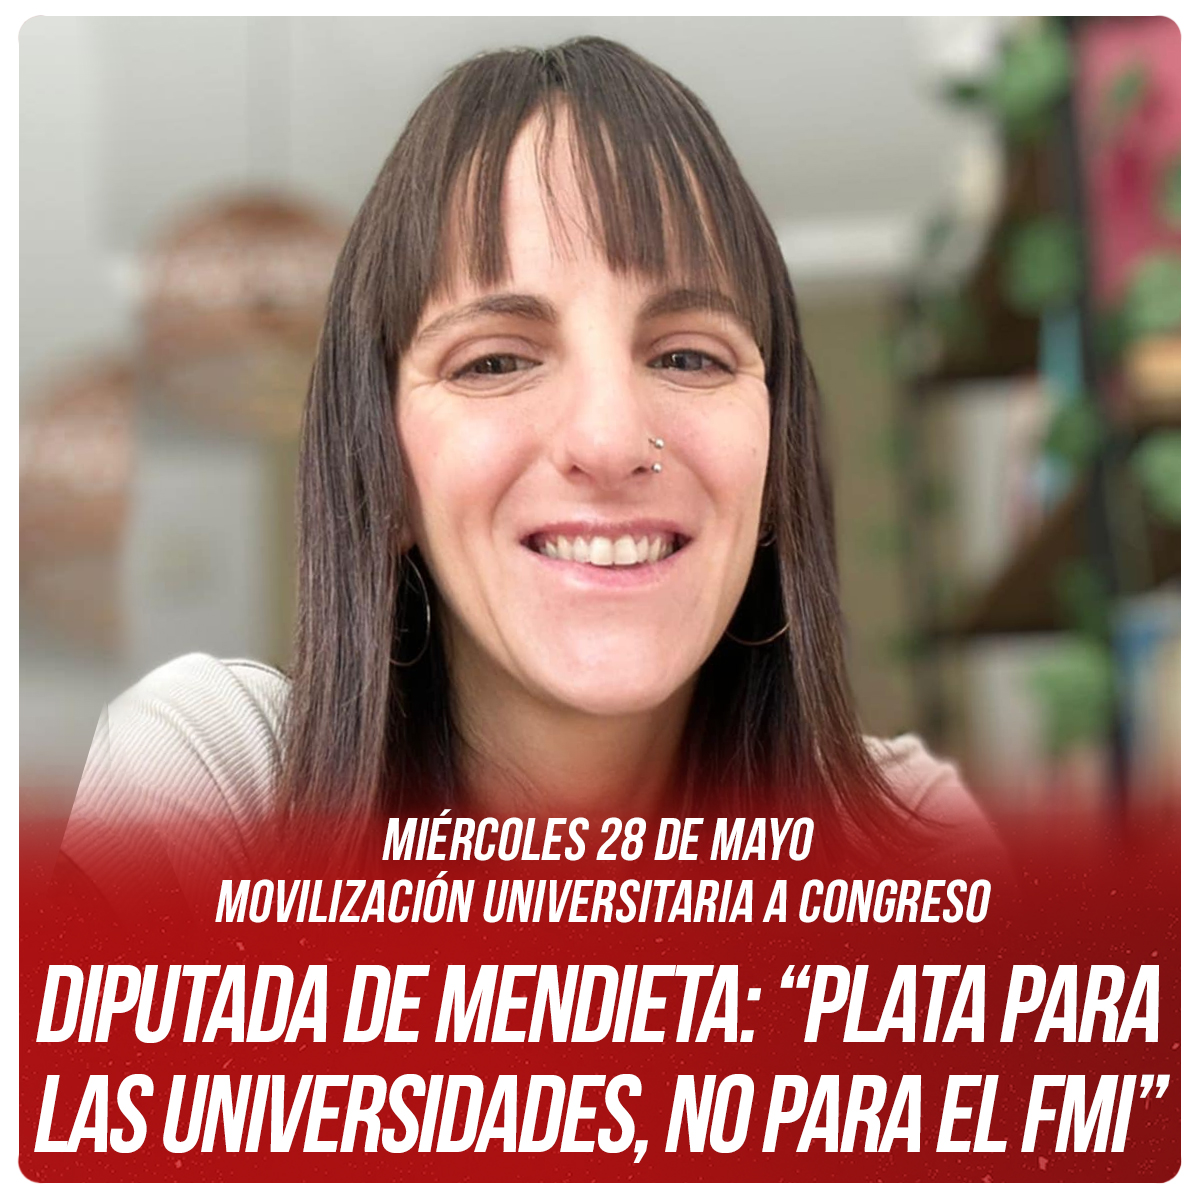 MIÉRCOLES 28 DE MAYO
MOVILIZACIÓN UNIVERSITARIA A CONGRESO
DIPUTADA DE MENDIETA: “PLATA PARA
LAS UNIVERSIDADES, NO PARA EL FMI”